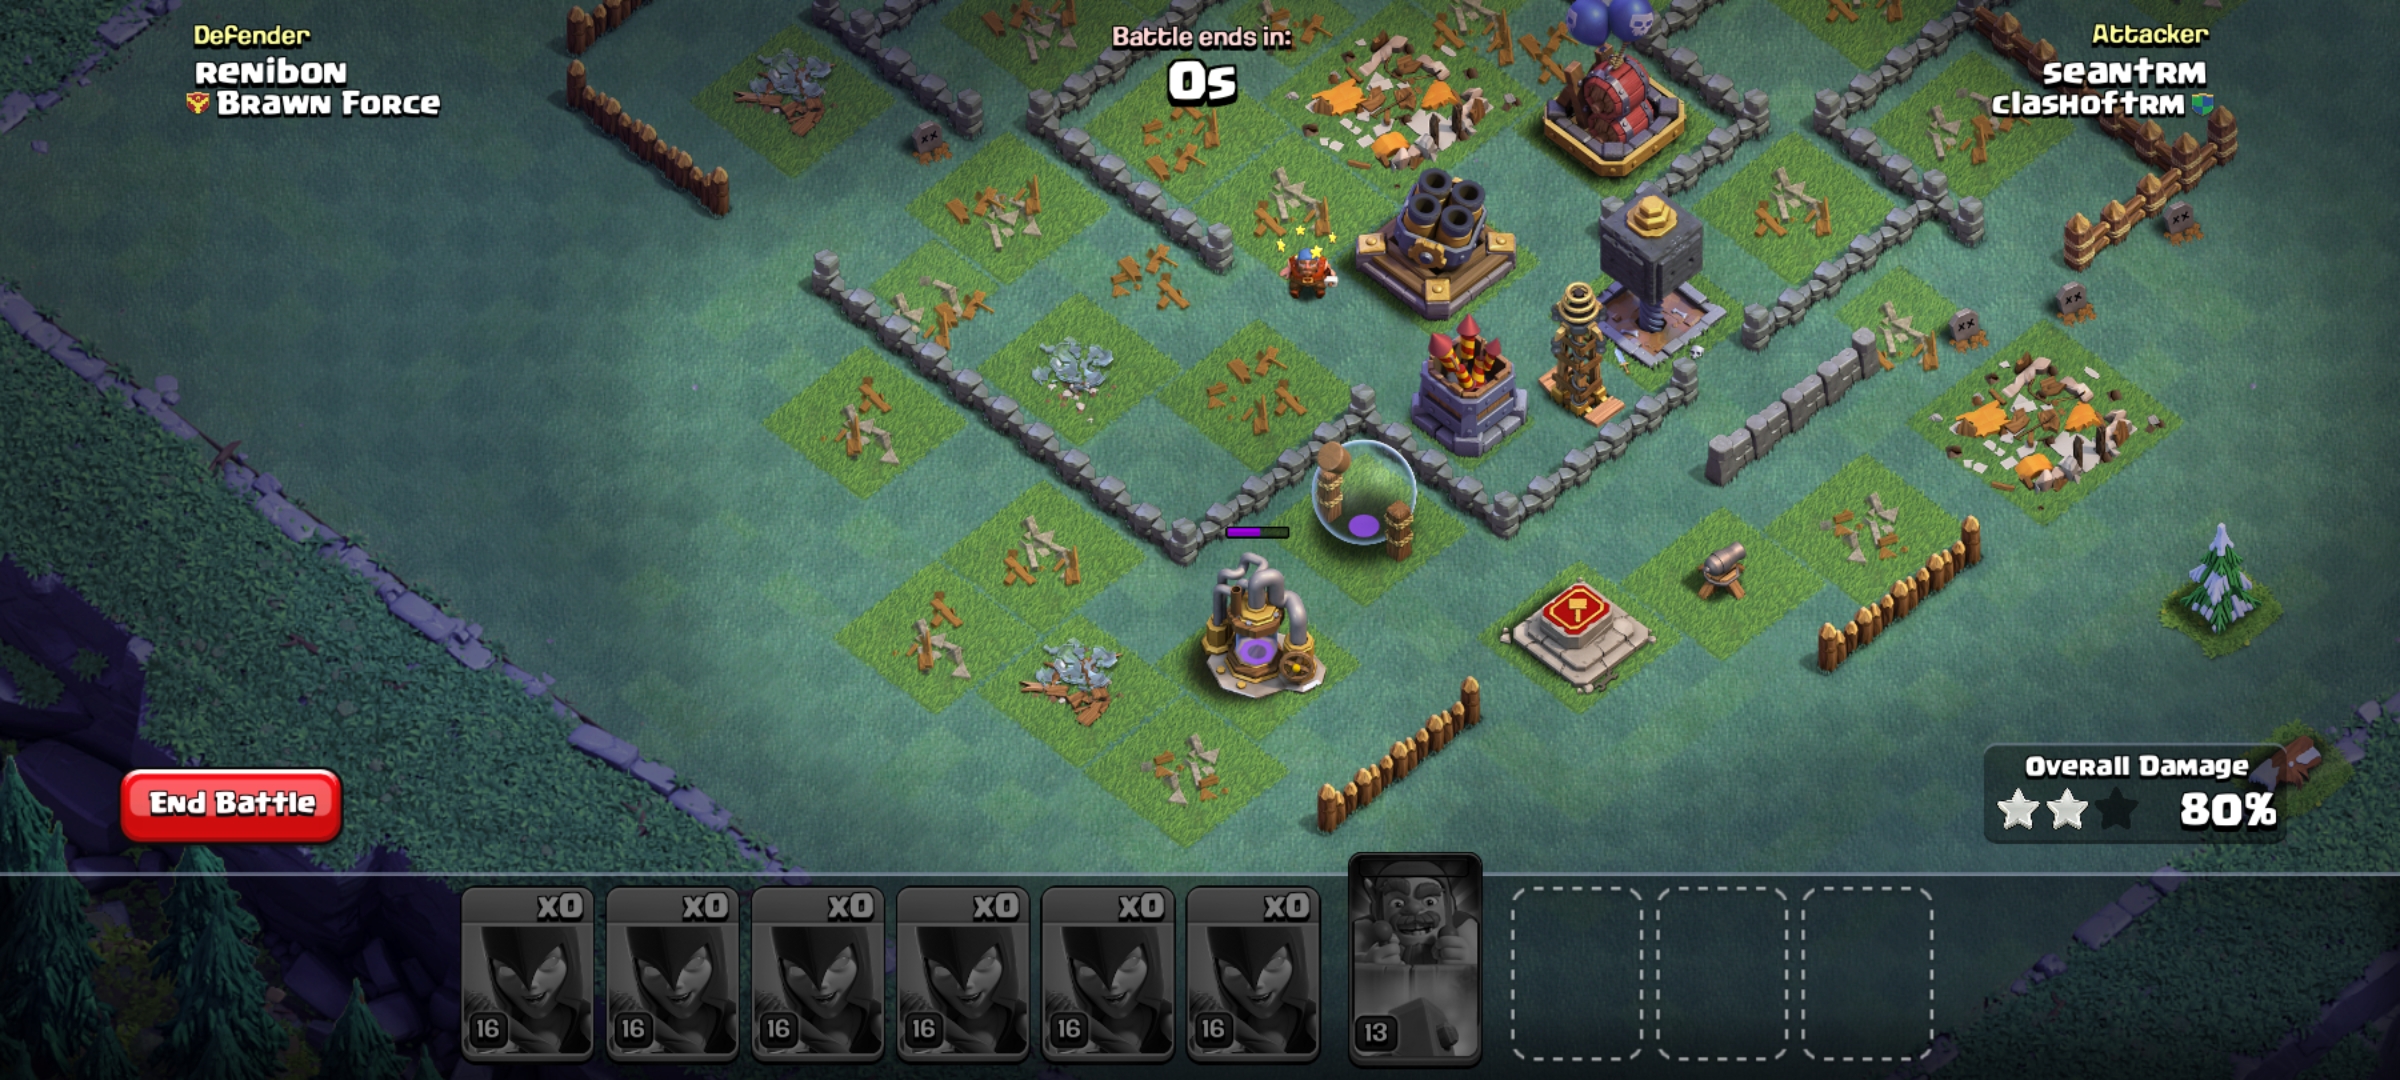 Defender
RENIBON
BRAWN FORCE
Battle ends in:
0s
Attacker
seantRM
clasHoftRM
End Battle
Overall Damage
80%
x0
x0
x0
x0
x0
x0
16
16
16
16
16
16
13